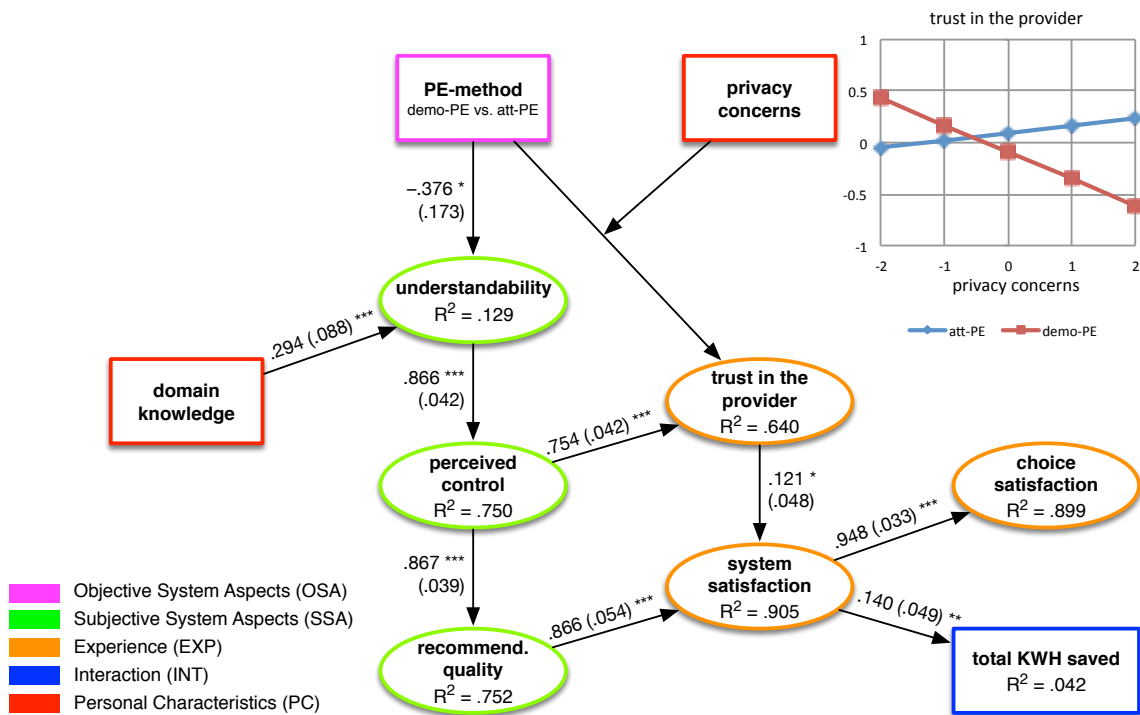 PE-method
demo-PE vs. att-PE
privacy
concerns
trust in the provider
1
0.5
0
-0.5
-1
-2
-1
0
1
2
privacy concerns
att-PE
demo-PE
–.376 *
(.173)
understandability
R² = .129
.294 (.088) ***
domain
knowledge
.866 ***
(.042)
trust in the
provider
R² = .640
.754 (.042) ***
perceived
control
R² = .750
.121 *
(.048)
choice
satisfaction
R² = .899
.948 (.033) ***
.867 ***
(.039)
system
satisfaction
R² = .905
.866 (.054) ***
.140 (.049) **
recommend.
quality
R² = .752
total KWH saved
R² = .042
Objective System Aspects (OSA)
Subjective System Aspects (SSA)
Experience (EXP)
Interaction (INT)
Personal Characteristics (PC)